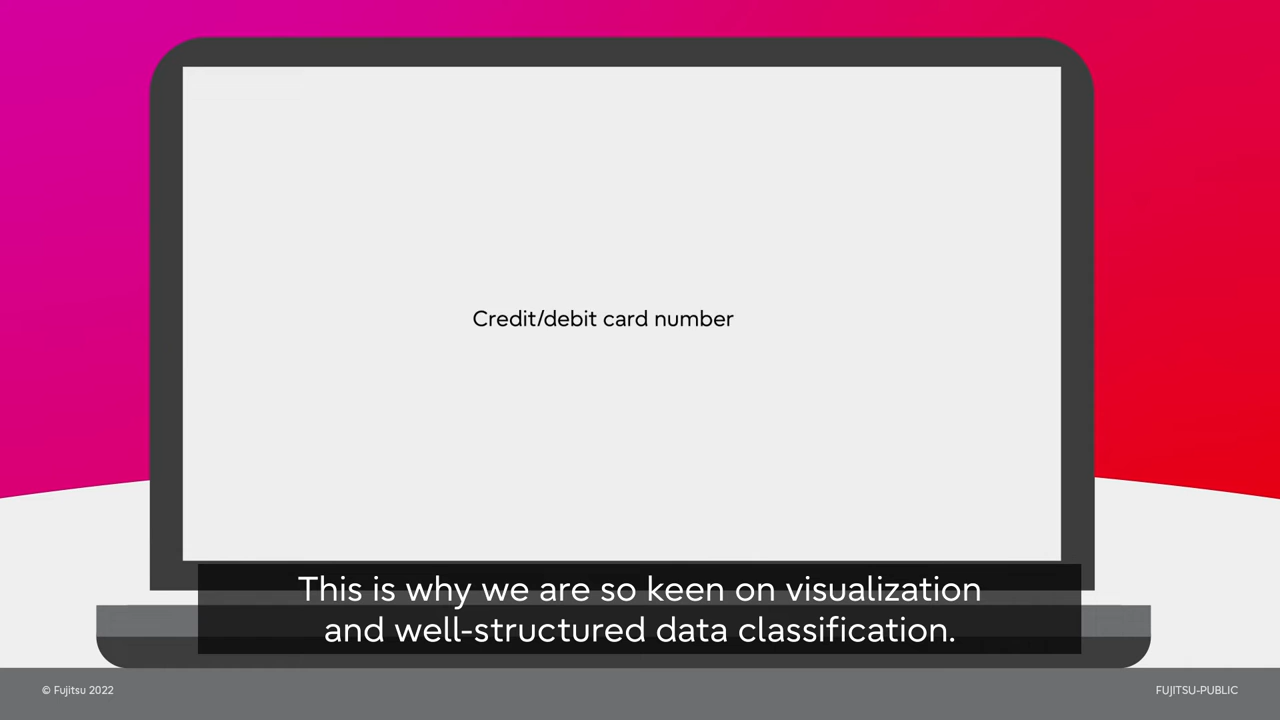 Credit/debit card number
This is why we are so keen on visualization
and well-structured data classification.
© Fujitsu 2022
FUJITSU-PUBLIC